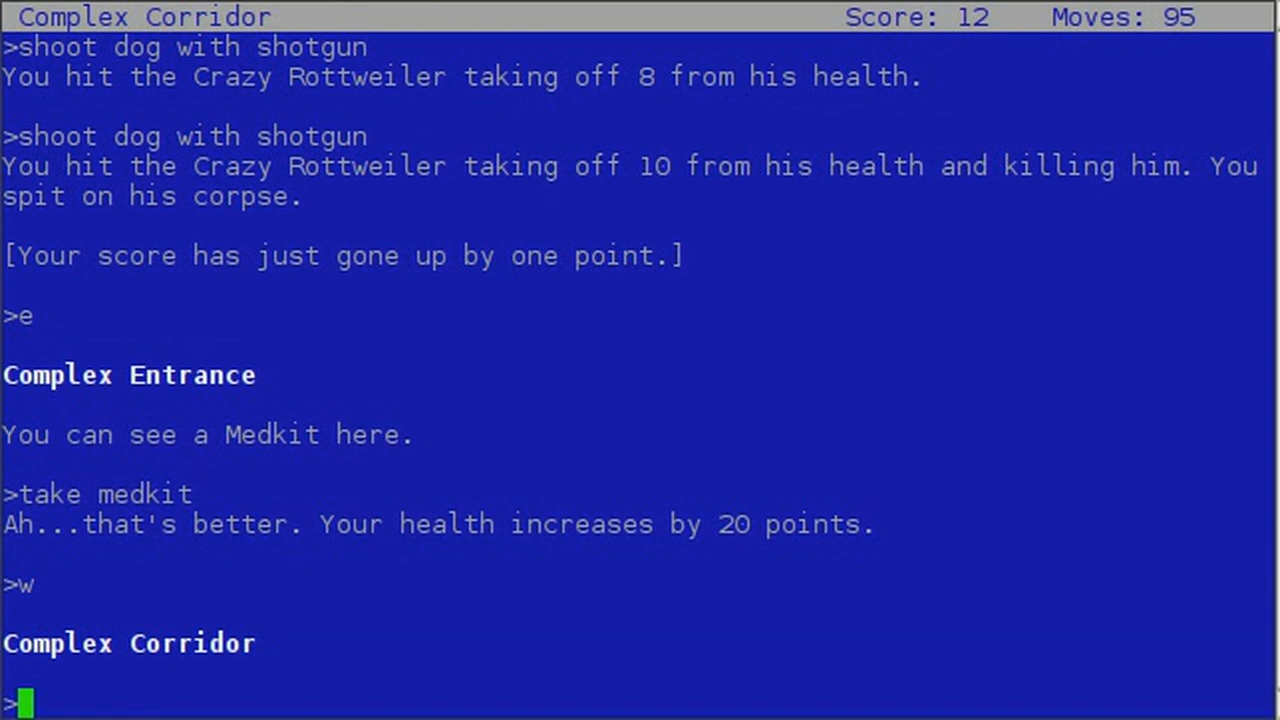 Complex Corridor Score: 12 Moves: 95
>shoot dog with shotgun
You hit the Crazy Rottweiler taking off 8 from his health.
>shoot dog with shotgun
You hit the Crazy Rottweiler taking off 10 from his health and killing him. You
spit on his corpse.
[Your score has just gone up by one point.]
>e
Complex Entrance
You can see a Medkit here.
>take medkit
Ah...that's better. Your health increases by 20 points.
>w
Complex Corridor
>